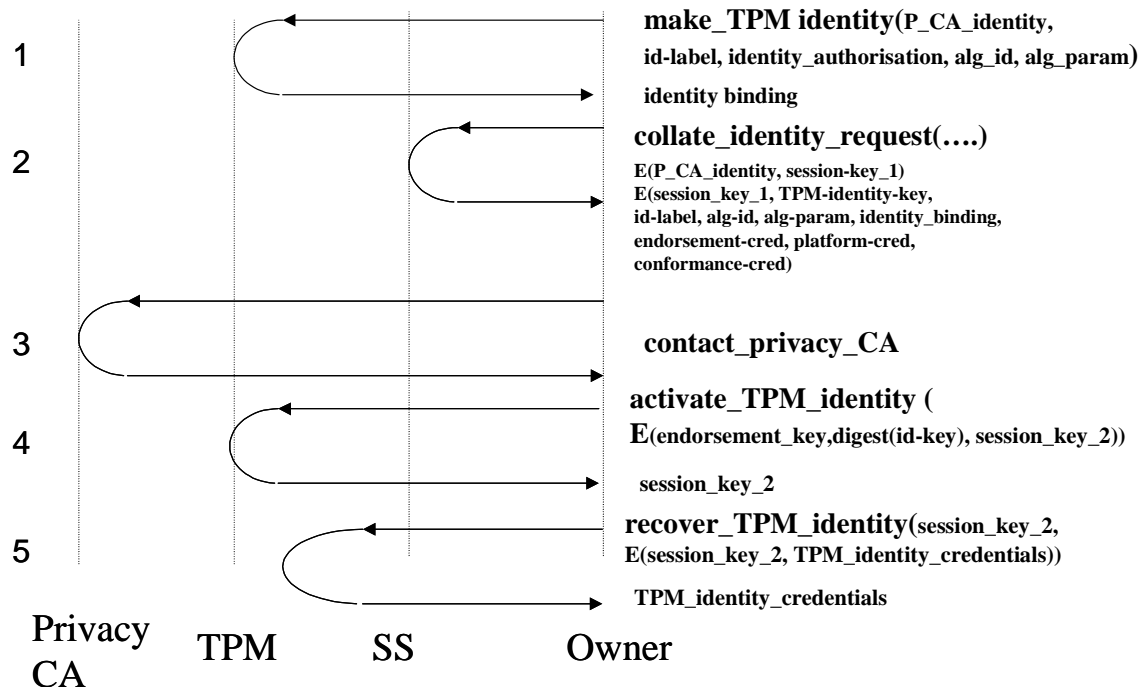 1
make_TPM identity(P_CA_identity,
id-label, identity_authorisation, alg_id, alg_param)
identity binding
2
collate_identity_request(....)
E(P_CA_identity, session-key_1)
E(session_key_1, TPM-identity-key,
id-label, alg-id, alg-param, identity_binding,
endorsement-cred, platform-cred,
conformance-cred)
3
contact_privacy_CA
4
activate_TPM_identity (
E(endorsement_key,digest(id-key), session_key_2))
session_key_2
5
recover_TPM_identity(session_key_2,
E(session_key_2, TPM_identity_credentials))
TPM_identity_credentials
Privacy
CA
TPM
SS
Owner